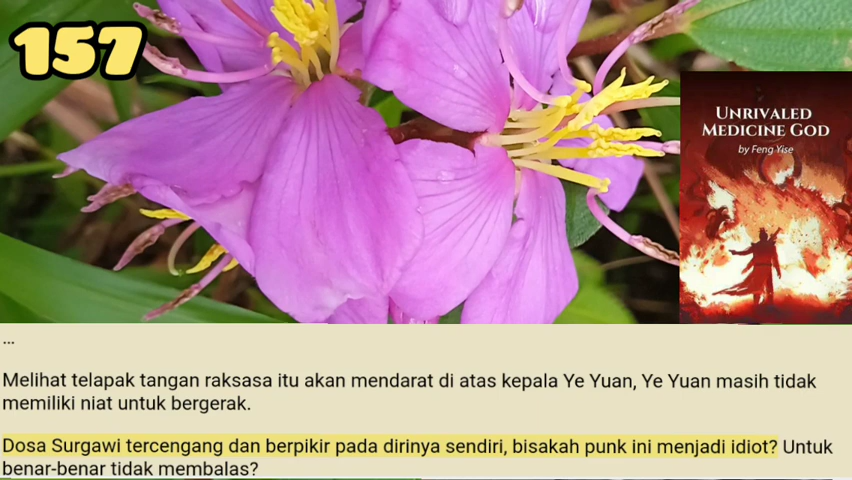 157
UNRIVALED
MEDICINE GOD
by Feng Yise
...
Melihat telapak tangan raksasa itu akan mendarat di atas kepala Ye Yuan, Ye Yuan masih tidak
memiliki niat untuk bergerak.
Dosa Surgawi tercengang dan berpikir pada dirinya sendiri, bisakah punk ini menjadi idiot? Untuk
benar-benar tidak membalas?